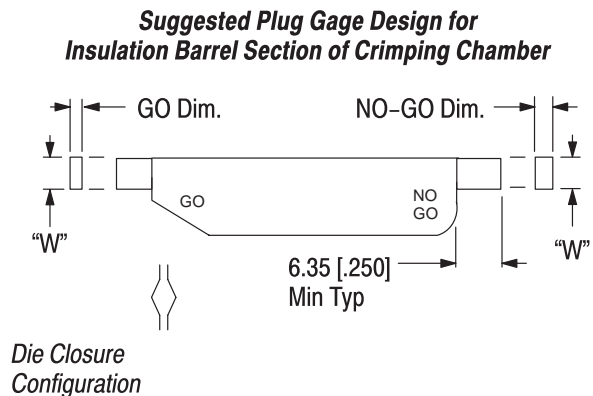 Suggested Plug Gage Design for
Insulation Barrel Section of Crimping Chamber
GO Dim.
NO–GO Dim.
GO
NO
GO
“W”
“W”
6.35 [.250]
Min Typ
Die Closure
Configuration